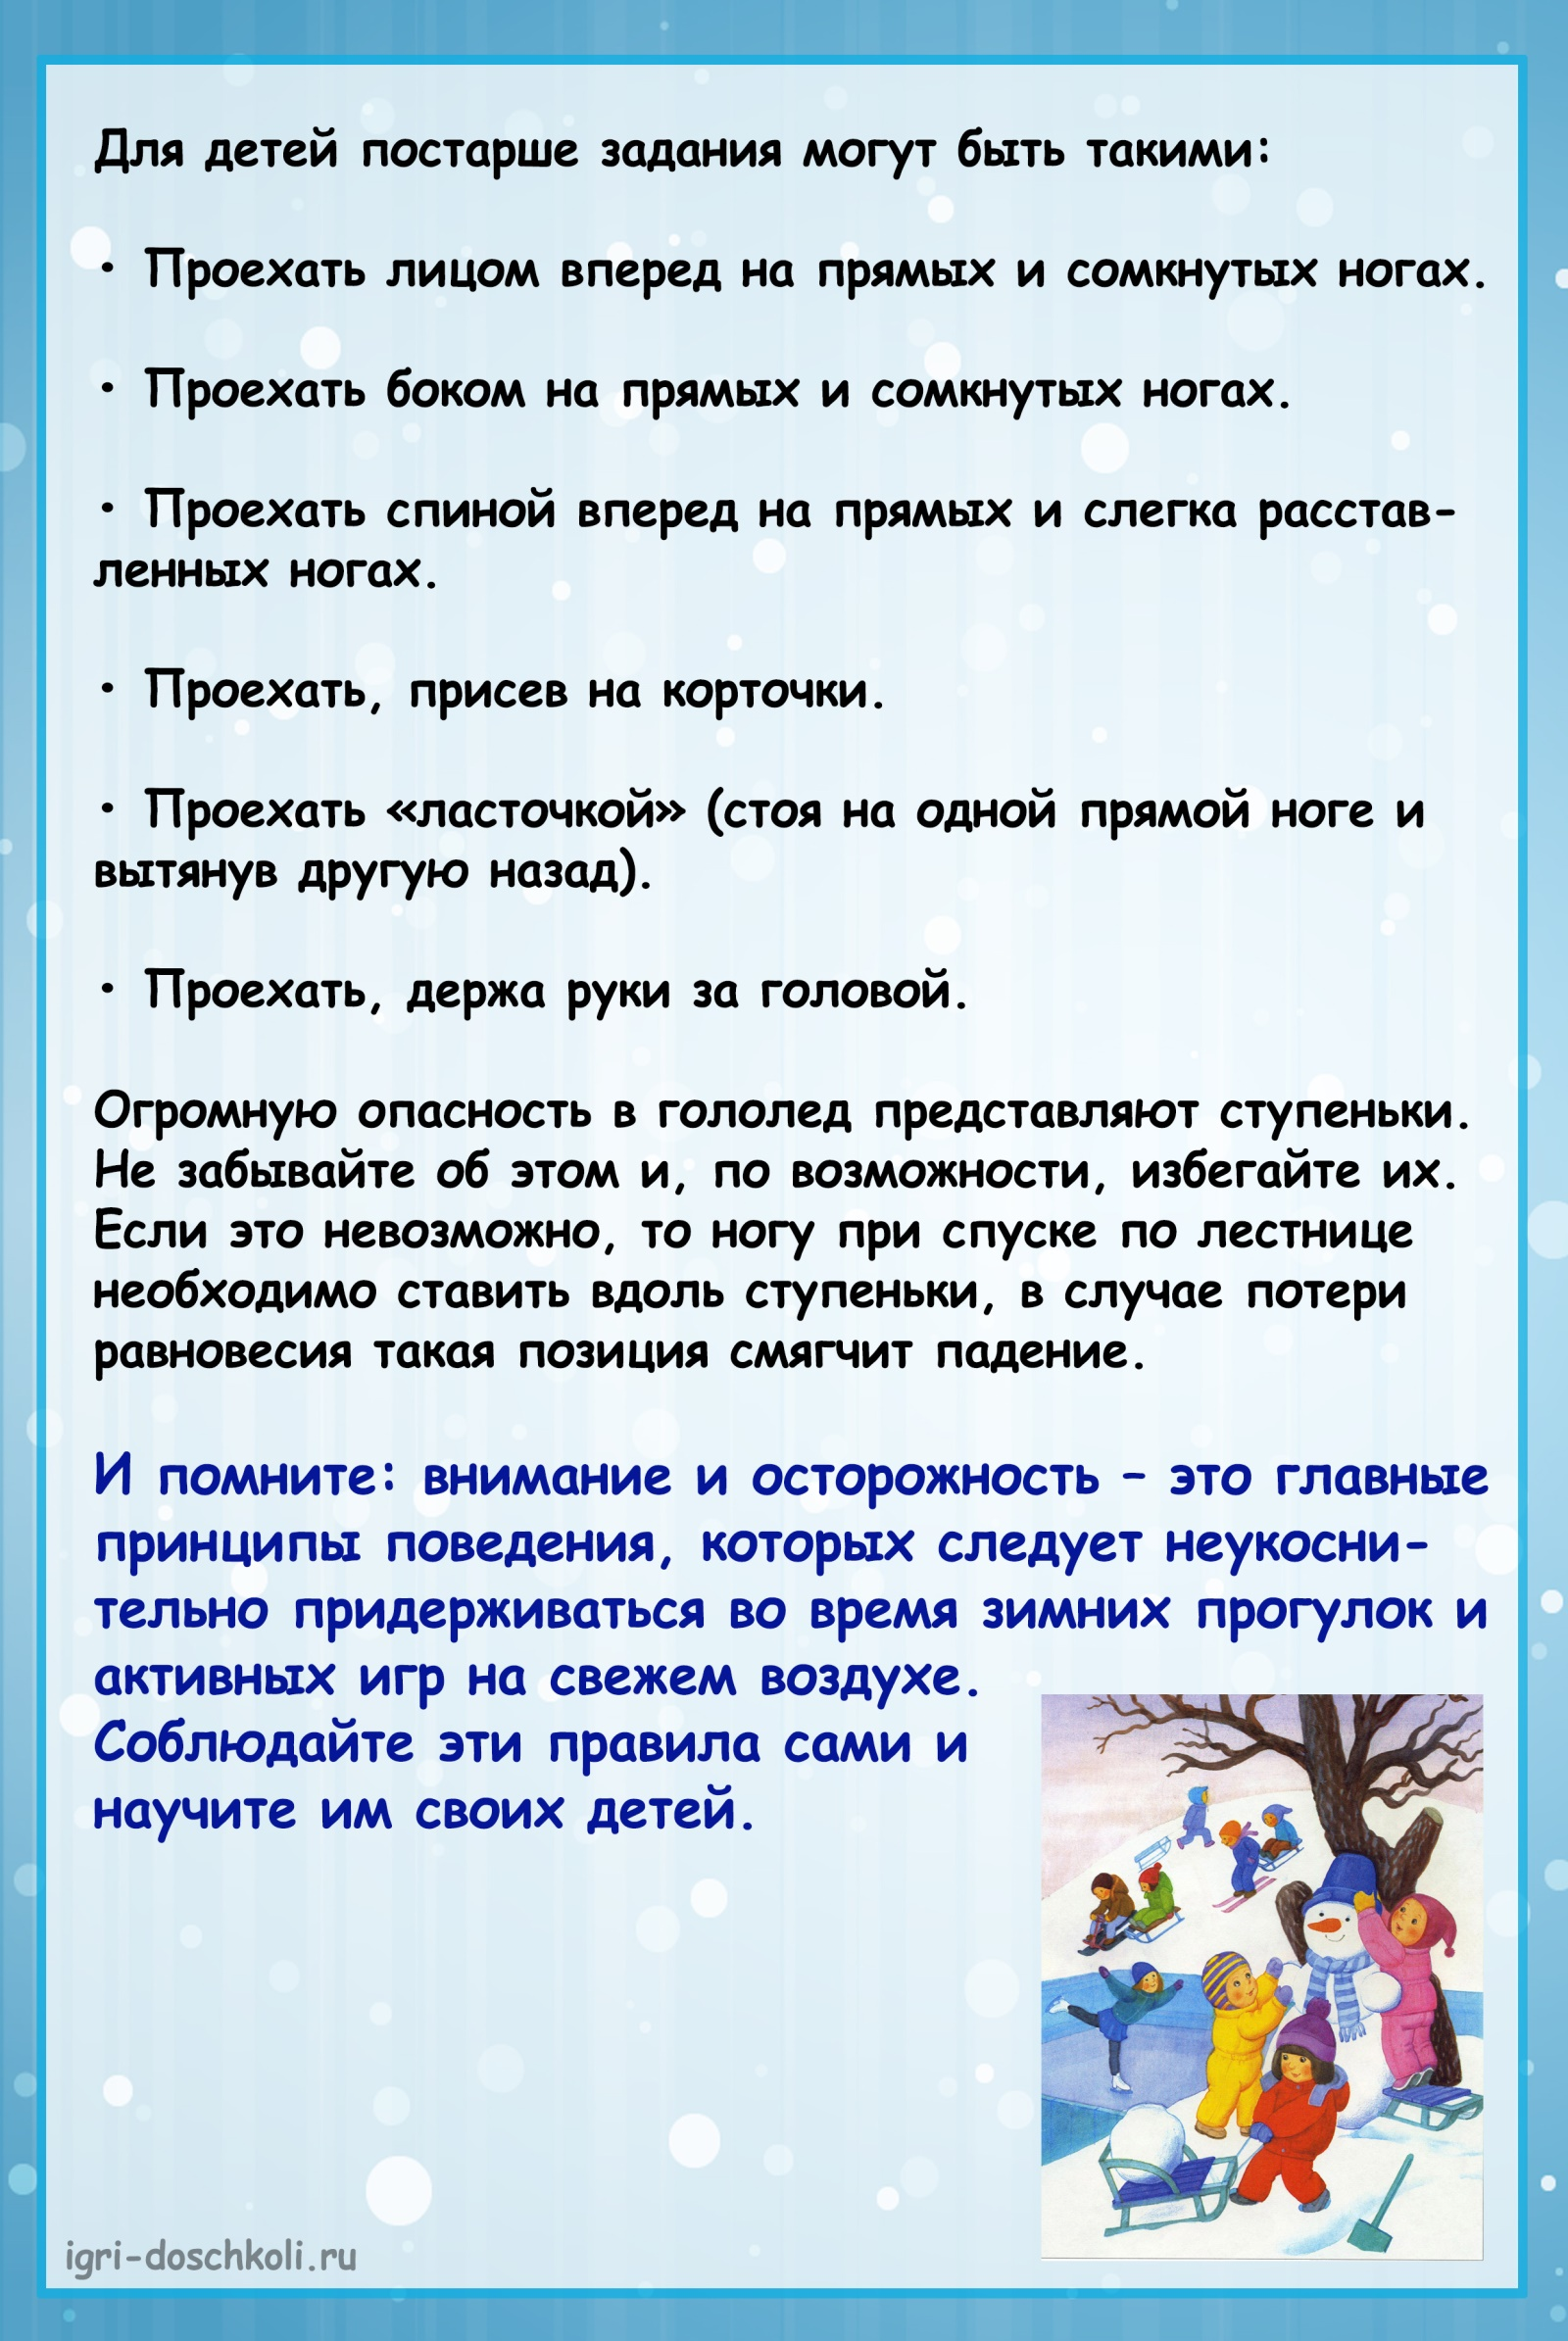 Для детей постарше задания могут быть такими:
• Проехать лицом вперед на прямых и сомкнутых ногах.
• Проехать боком на прямых и сомкнутых ногах.
• Проехать спиной вперед на прямых и слегка расстав-
ленных ногах.
• Проехать, присев на корточки.
• Проехать «ласточкой» (стоя на одной прямой ноге и
вытянув другую назад).
• Проехать, держа руки за головой.
Огромную опасность в гололед представляют ступеньки.
Не забывайте об этом и, по возможности, избегайте их.
Если это невозможно, то ногу при спуске по лестнице
необходимо ставить вдоль ступеньки, в случае потери
равновесия такая позиция смягчит падение.
И помните: внимание и осторожность – это главные
принципы поведения, которых следует неукосни-
тельно придерживаться во время зимних прогулок и
активных игр на свежем воздухе.
Соблюдайте эти правила сами и
научите им своих детей.
igri-doschkoli.ru